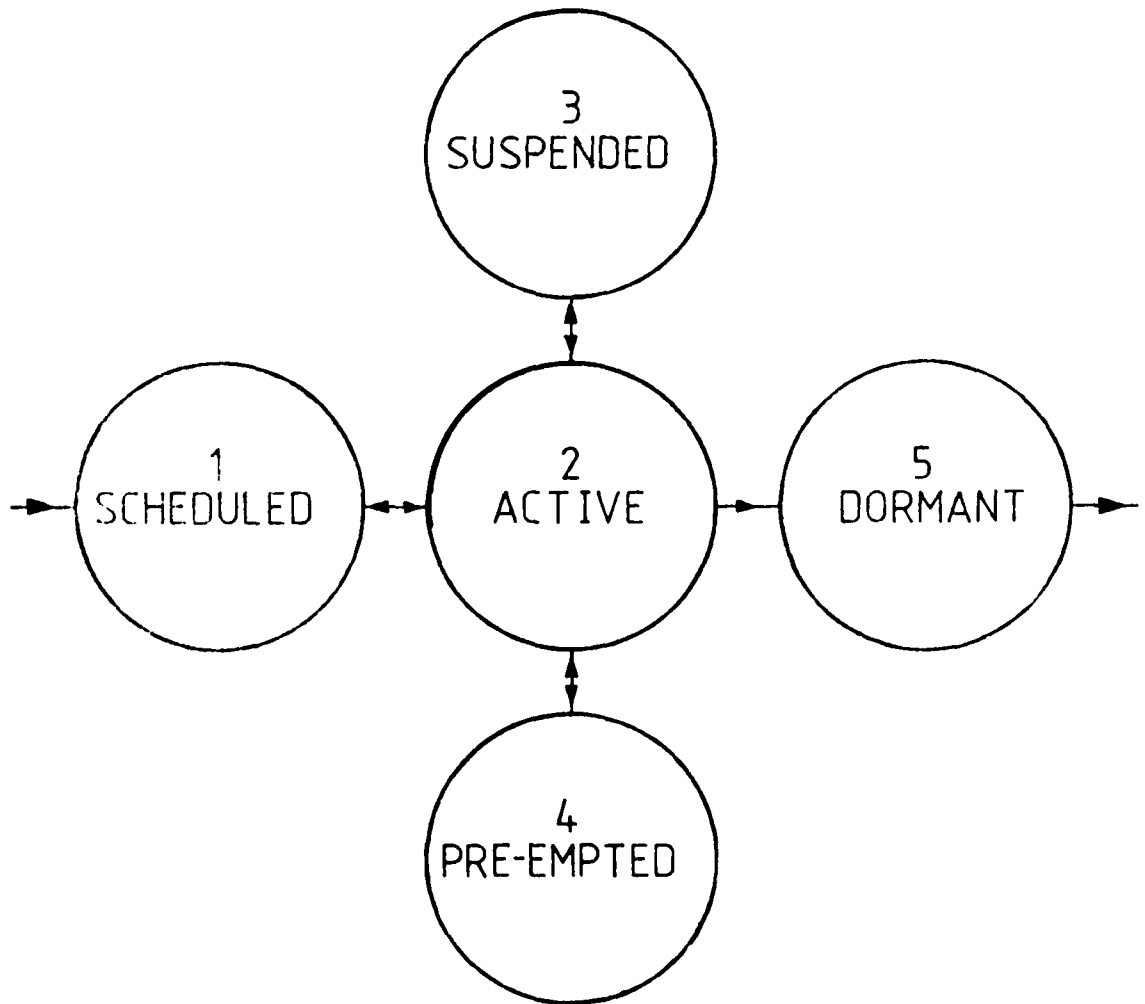 3
SUSPENDED
1
SCHEDULED
2
ACTIVE
5
DORMANT
4
PRE-EMPTED